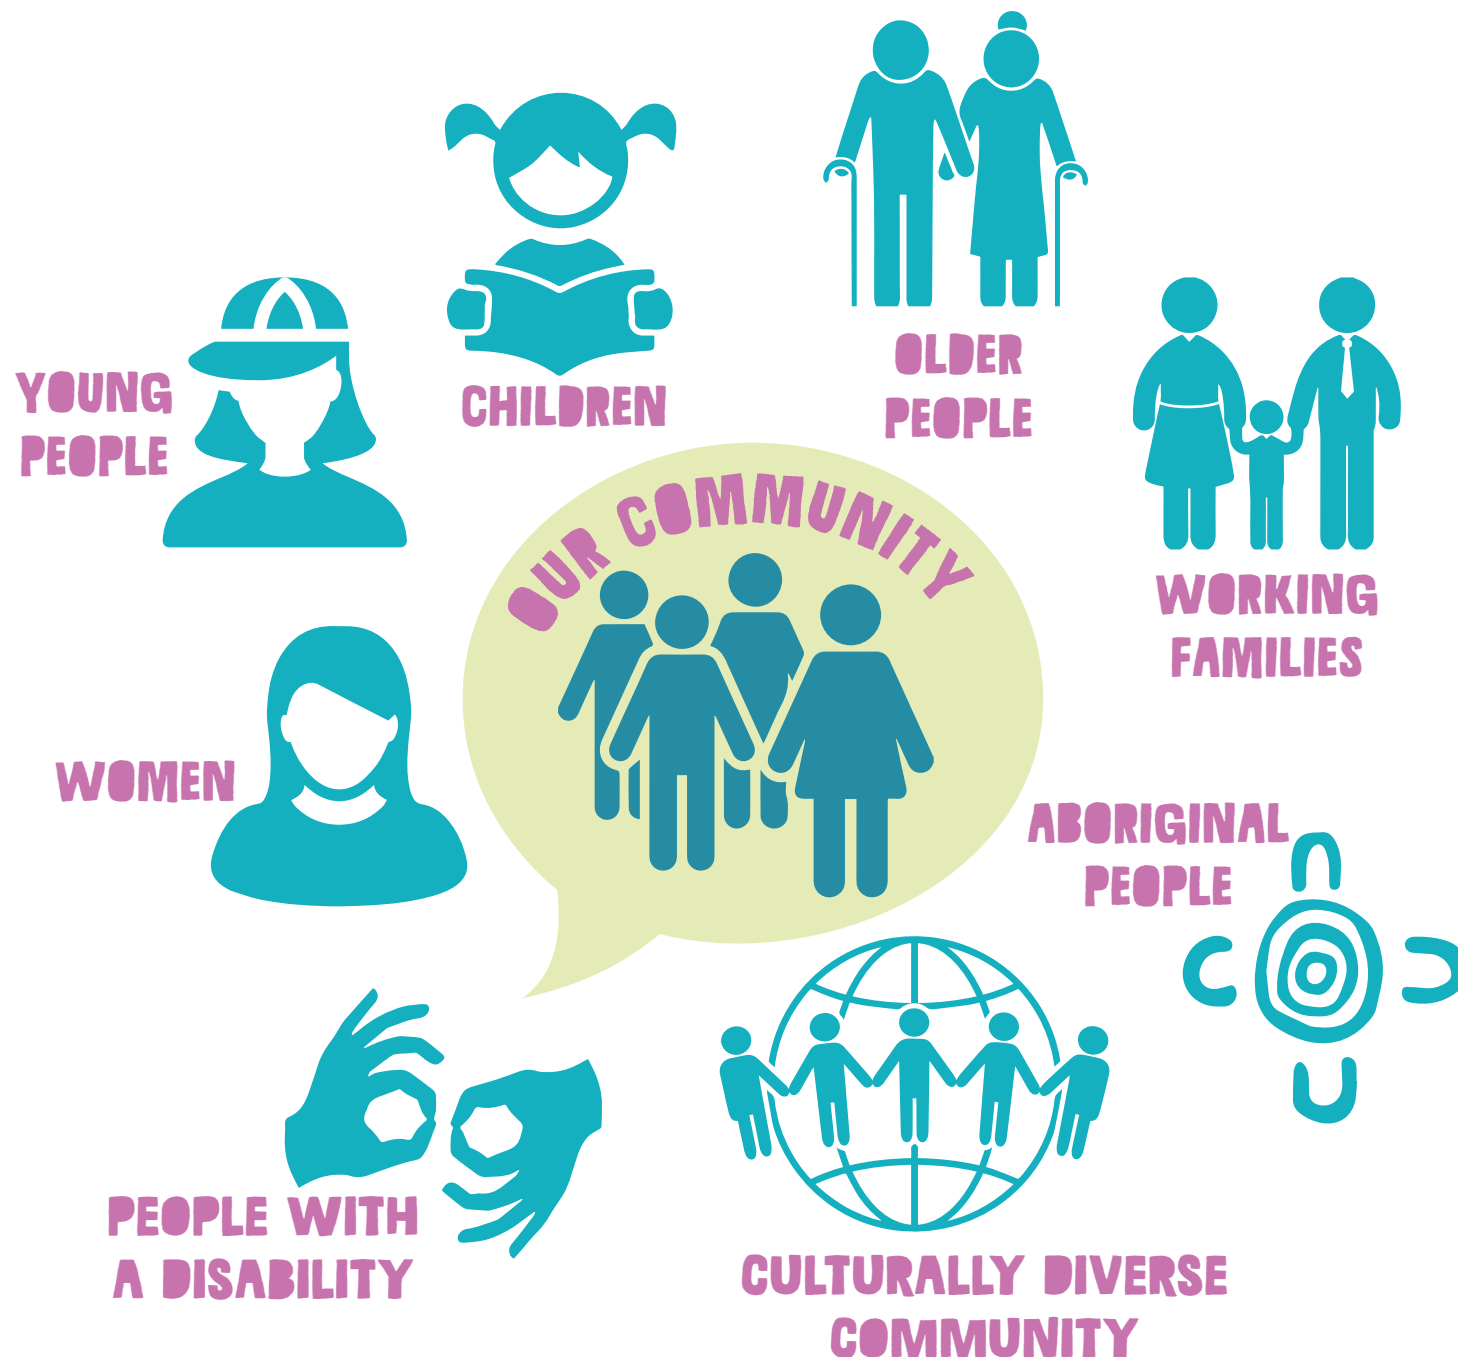 OLDER
PEOPLE
CHILDREN
YOUNG
PEOPLE
OUR COMMUNITY
WORKING
FAMILIES
WOMEN
ABORIGINAL
PEOPLE
PEOPLE WITH
A DISABILITY
CULTURALLY DIVERSE
COMMUNITY